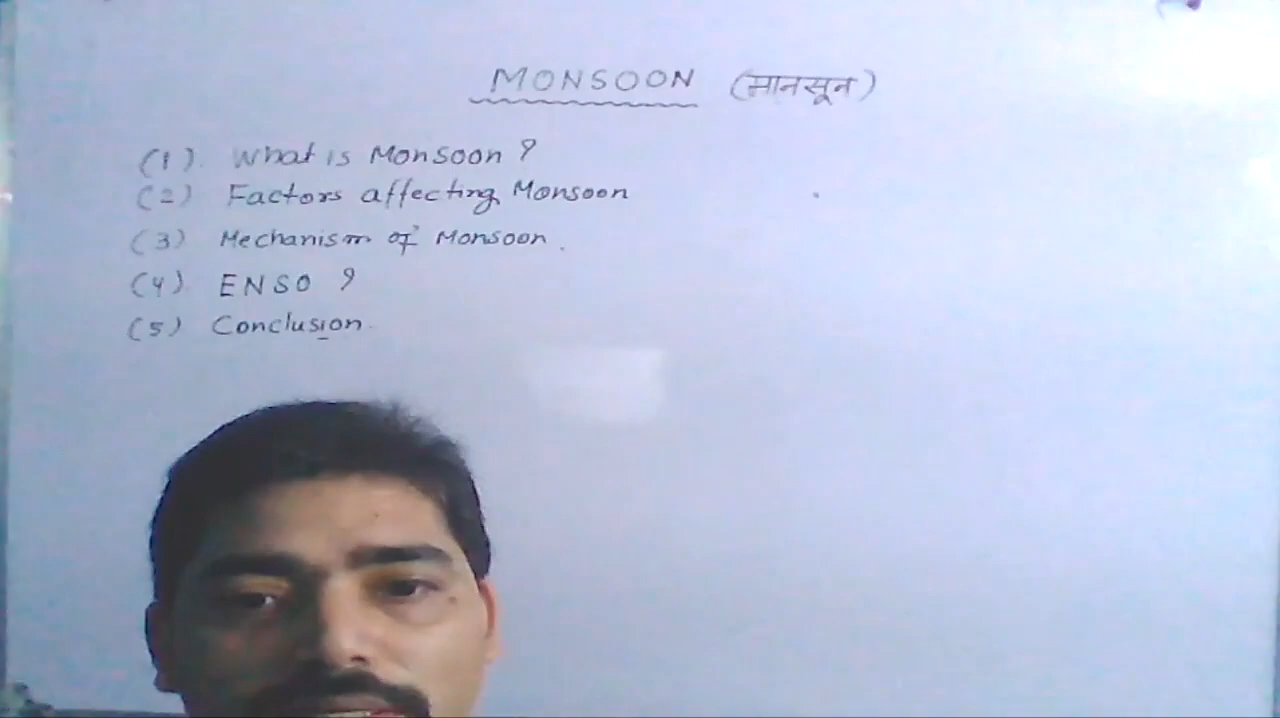 MONSOON (मानसून)
(1). What is Monsoon ?
(2) Factors affecting Monsoon
(3) Mechanism of Monsoon.
(4) ENSO ?
(5) Conclusion.